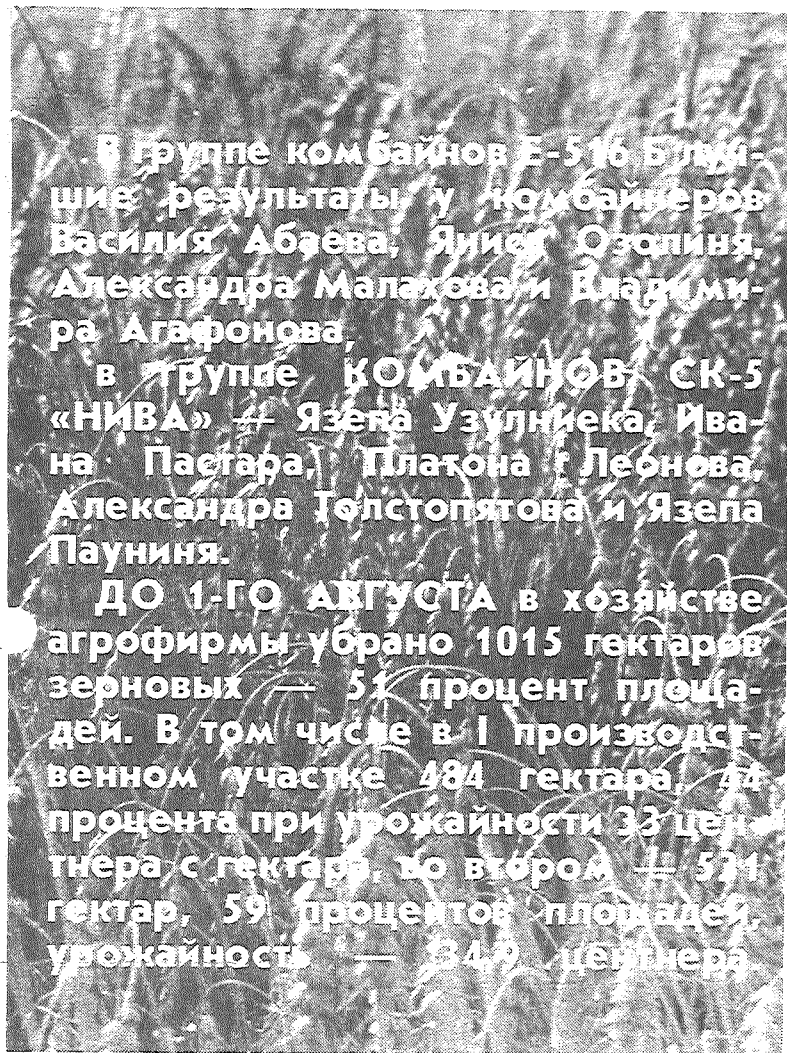 В группе комбайнов Е-516 Б луч-
шие результаты у комбайнеров
Василия Абаева, Яниса Озолиня,
Александра Малахова и Владими-
ра Агафонова,
в группе КОМБАЙНОВ СК-5
«НИВА» — Язепа Узулниека, Ива-
на Пастара, Платона Леонова,
Александра Толстопятова и Язепа
Пауниня.
ДО 1-ГО АВГУСТА в хозяйстве
агрофирмы убрано 1015 гектаров
зерновых — 51 процент площа-
дей. В том числе в I производст-
венном участке 484 гектара, 44
процента при урожайности 33 цен-
тнера с гектара, во втором — 531
гектар, 59 процентов площадей,
урожайность — 34,9 центнера